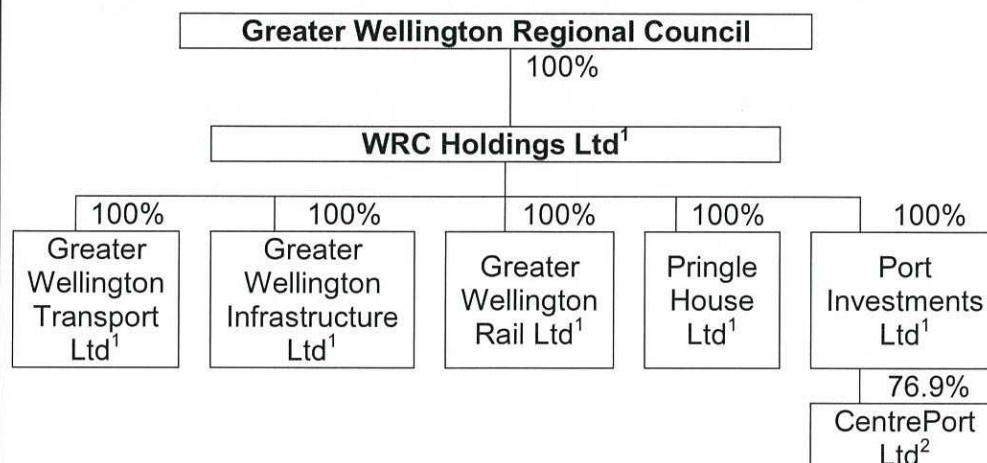 Greater Wellington Regional Council
100%
WRC Holdings Ltd¹
100%
100%
100%
100%
100%
Greater
Wellington
Transport
Ltd¹
Greater
Wellington
Infrastructure
Ltd¹
Greater
Wellington
Rail Ltd¹
Pringle
House
Ltd¹
Port
Investments
Ltd¹
76.9%
CentrePort
Ltd²